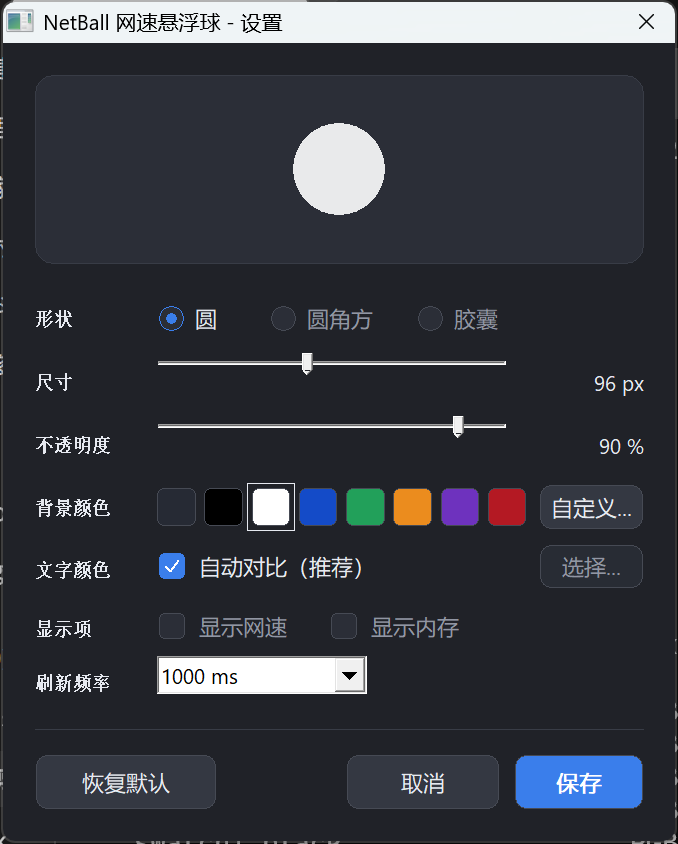 NetBall 网速悬浮球 - 设置
形状 圆 圆角方 胶囊
尺寸 96 px
不透明度 90 %
背景颜色 自定义...
文字颜色 自动对比（推荐） 选择...
显示项 显示网速 显示内存
刷新频率 1000 ms
恢复默认 取消 保存